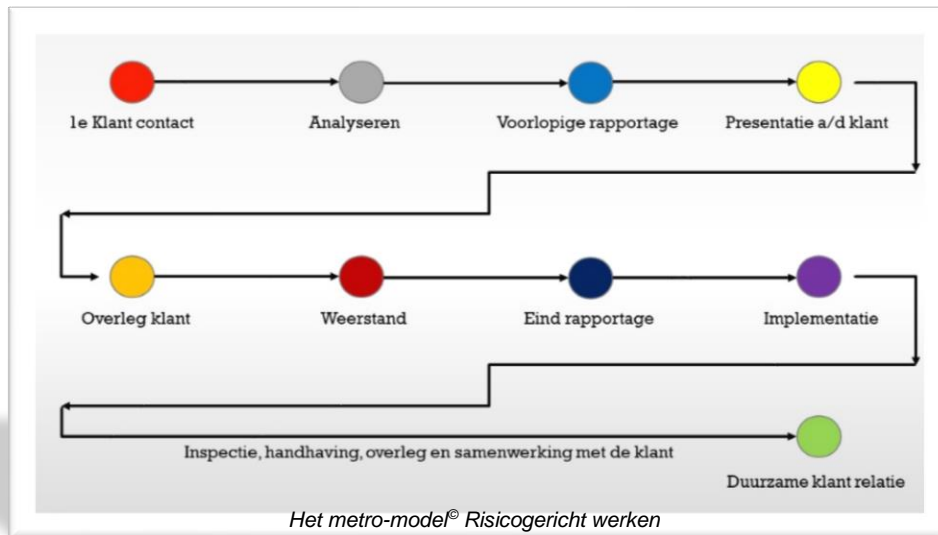 1e Klant contact
Analyseren
Voorlopige rapportage
Presentatie a/d klant
Overleg klant
Weerstand
Eind rapportage
Implementatie
Inspectie, handhaving, overleg en samenwerking met de klant
Duurzame klant relatie
Het metro-model© Risicogericht werken